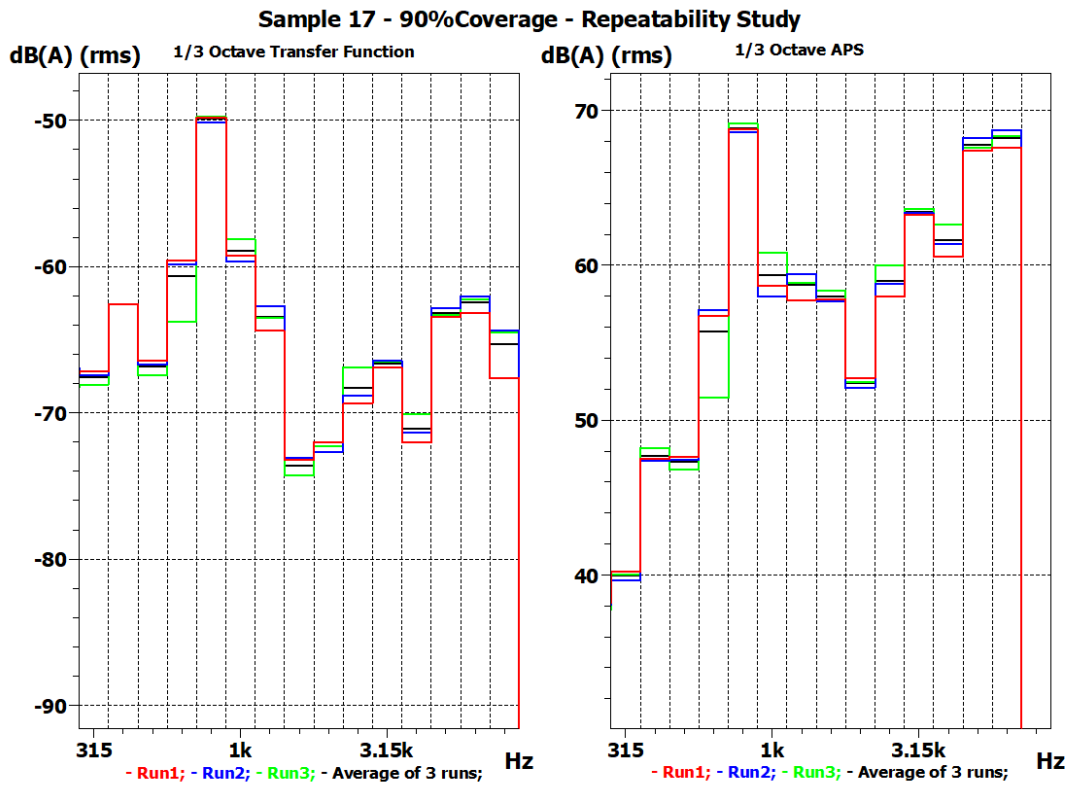 Sample 17 - 90%Coverage - Repeatability Study
dB(A) (rms) 1/3 Octave Transfer Function
-50
-60
-70
-80
-90
315 1k 3.15k Hz
- Run1; - Run2; - Run3; - Average of 3 runs;
dB(A) (rms) 1/3 Octave APS
70
60
50
40
315 1k 3.15k Hz
- Run1; - Run2; - Run3; - Average of 3 runs;